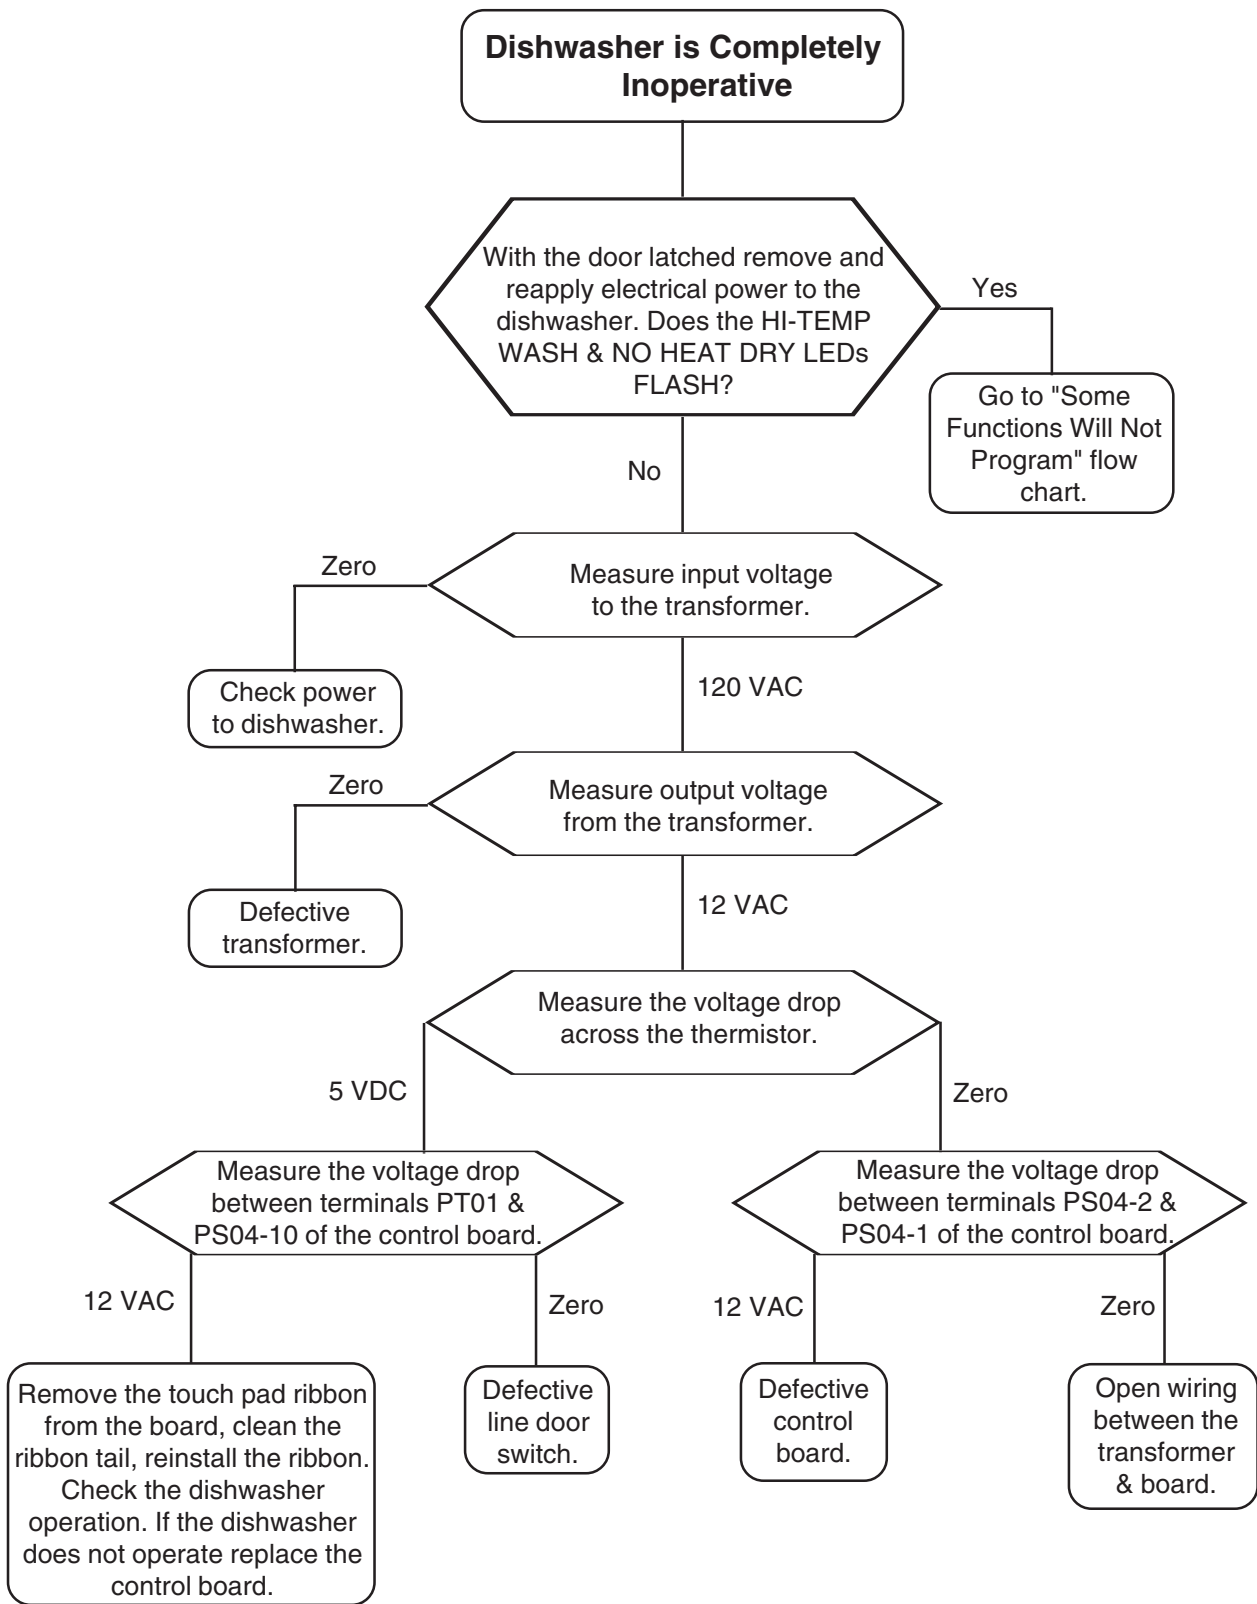 Dishwasher is Completely
Inoperative
With the door latched remove and
reapply electrical power to the
dishwasher. Does the HI-TEMP
WASH & NO HEAT DRY LEDs
FLASH?
Yes
Go to "Some
Functions Will Not
Program" flow
chart.
No
Measure input voltage
to the transformer.
Zero
Check power
to dishwasher.
120 VAC
Measure output voltage
from the transformer.
Zero
Defective
transformer.
12 VAC
Measure the voltage drop
across the thermistor.
5 VDC
Zero
Measure the voltage drop
between terminals PT01 &
PS04-10 of the control board.
Measure the voltage drop
between terminals PS04-2 &
PS04-1 of the control board.
12 VAC
Zero
12 VAC
Zero
Remove the touch pad ribbon
from the board, clean the
ribbon tail, reinstall the ribbon.
Check the dishwasher
operation. If the dishwasher
does not operate replace the
control board.
Defective
line door
switch.
Defective
control
board.
Open wiring
between the
transformer
& board.